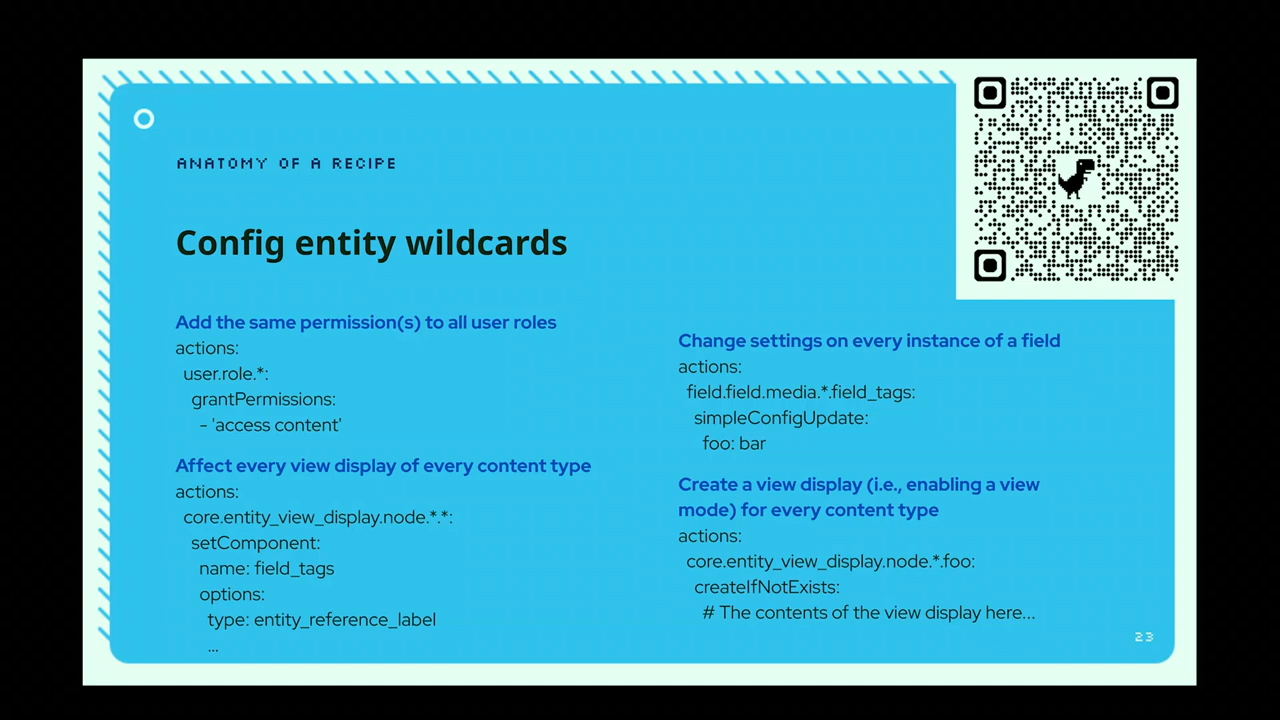 ANATOMY OF A RECIPE
Config entity wildcards
Add the same permission(s) to all user roles
actions:
user.role.*:
grantPermissions:
- 'access content'
Affect every view display of every content type
actions:
core.entity_view_display.node.*.*:
setComponent:
name: field_tags
options:
type: entity_reference_label
...
Change settings on every instance of a field
actions:
field.field.media.*.field_tags:
simpleConfigUpdate:
foo: bar
Create a view display (i.e., enabling a view
mode) for every content type
actions:
core.entity_view_display.node.*.foo:
createIfNotExists:
# The contents of the view display here...
23